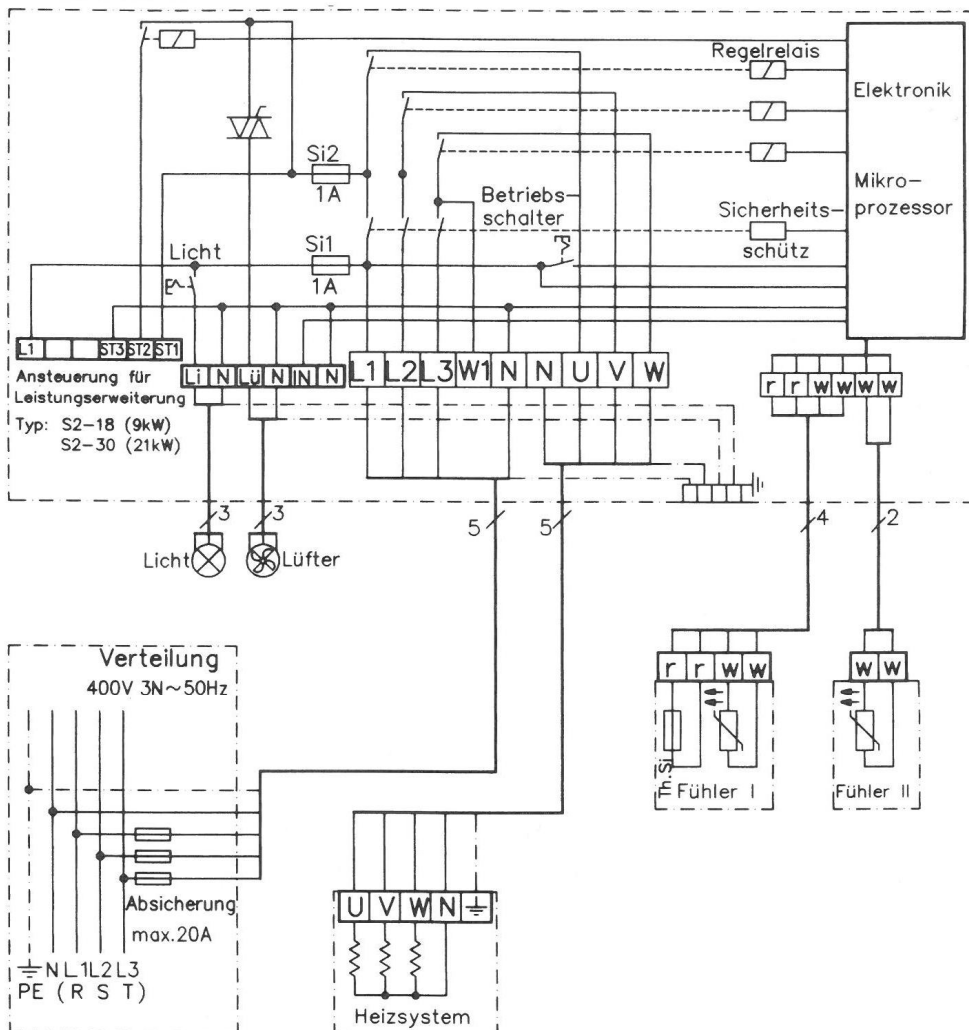 Regelrelais
Elektronik
Mikro-
prozessor
Si2
1A
Betriebs-
schalter
Sicherheits-
schütz
Licht
Si1
1A
L1 ST3 ST2 ST1
Ansteuerung für
Leistungserweiterung
Typ: S2-18 (9kW)
S2-30 (21kW)
Li N Lü N IN N
L1 L2 L3 W1 N N U V W
r r w w w w
3 3 5 5 4 2
Licht
Lüfter
Verteilung
400V 3N~50Hz
Absicherung
max.20A
N L1 L2 L3
PE (R S T)
U V W N
Heizsystem
r r w w
Th.Si
Fühler I
w w
Fühler II